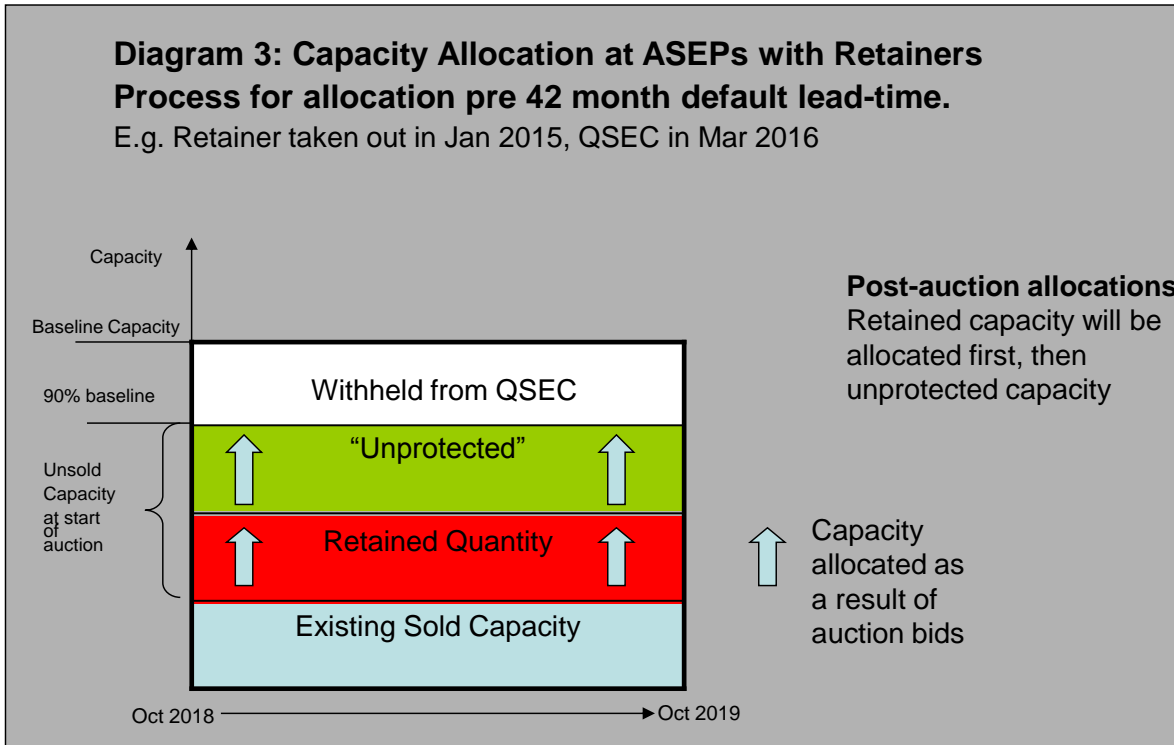 Diagram 3: Capacity Allocation at ASEPs with Retainers
Process for allocation pre 42 month default lead-time.
E.g. Retainer taken out in Jan 2015, QSEC in Mar 2016
Capacity
Baseline Capacity
90% baseline
Unsold
Capacity
at start
of
auction
Withheld from QSEC
“Unprotected”
Retained Quantity
Existing Sold Capacity
Oct 2018
Oct 2019
Post-auction allocations
Retained capacity will be
allocated first, then
unprotected capacity
Capacity
allocated as
a result of
auction bids